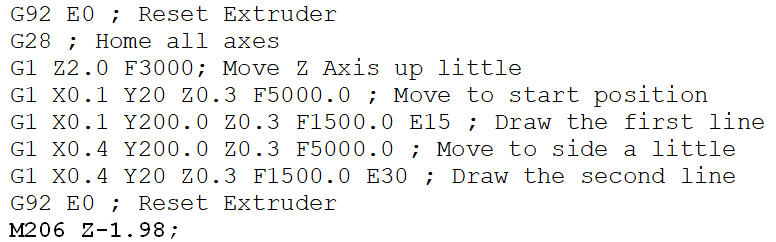 G92 E0 ; Reset Extruder
G28 ; Home all axes
G1 Z2.0 F3000; Move Z Axis up little
G1 X0.1 Y20 Z0.3 F5000.0 ; Move to start position
G1 X0.1 Y200.0 Z0.3 F1500.0 E15 ; Draw the first line
G1 X0.4 Y200.0 Z0.3 F5000.0 ; Move to side a little
G1 X0.4 Y20 Z0.3 F1500.0 E30 ; Draw the second line
G92 E0 ; Reset Extruder
M206 Z-1.98;